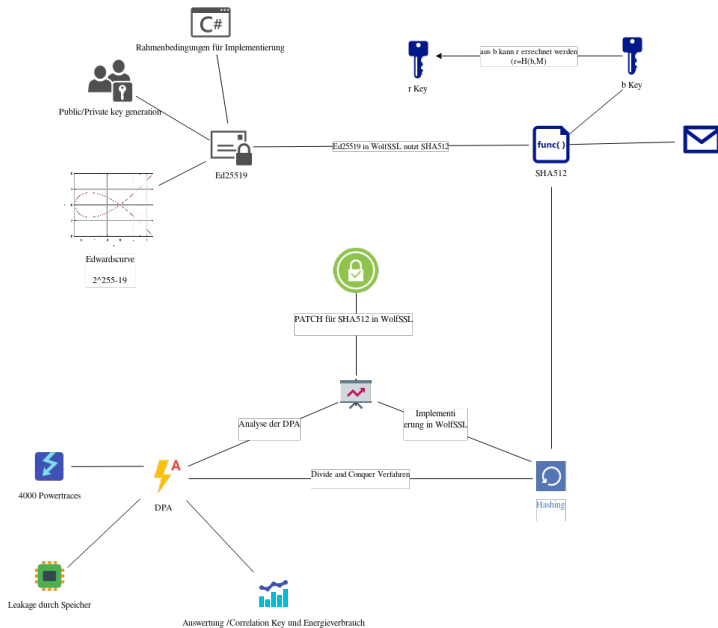 C#
Rahmenbedingungen für Implementierung
aus b kann r errechnet werden
(r=H(b,M)
r Key
b Key
Public/Private key generation
Ed25519
Ed25519 in WolfSSL nutzt SHA512
func( )
SHA512
Edwardscurve
2^255-19
PATCH für SHA512 in WolfSSL
Analyse der DPA
Implementi
erung in WolfSSL
A
4000 Powertraces
DPA
Divide and Conquer Verfahren
Hashing
Leakage durch Speicher
Auswertung /Correlation Key und Energieverbrauch